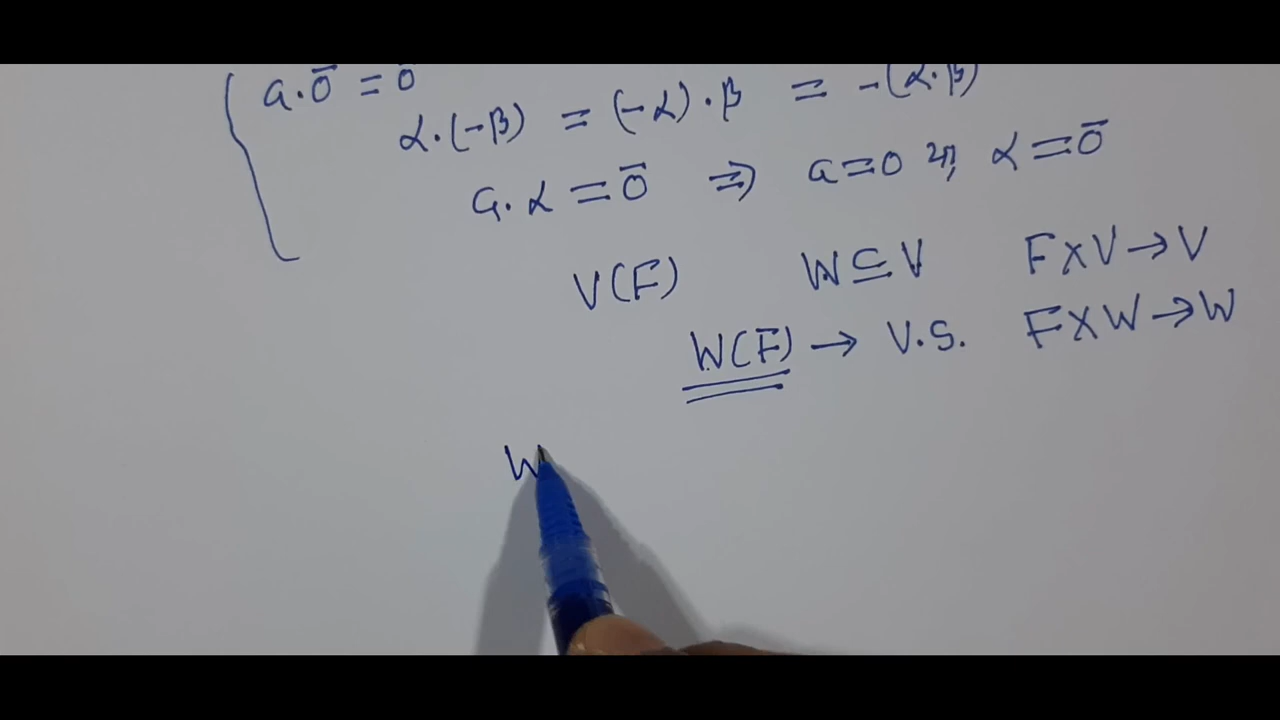 a·0̅ = 0̅
α·(-β) = (-α)·β = -(α·β)
a·α = 0̅ ⇒ a=0 या, α=0̅
V(F) W⊆V F×V→V
W(F) → V.S. F×W→W
W